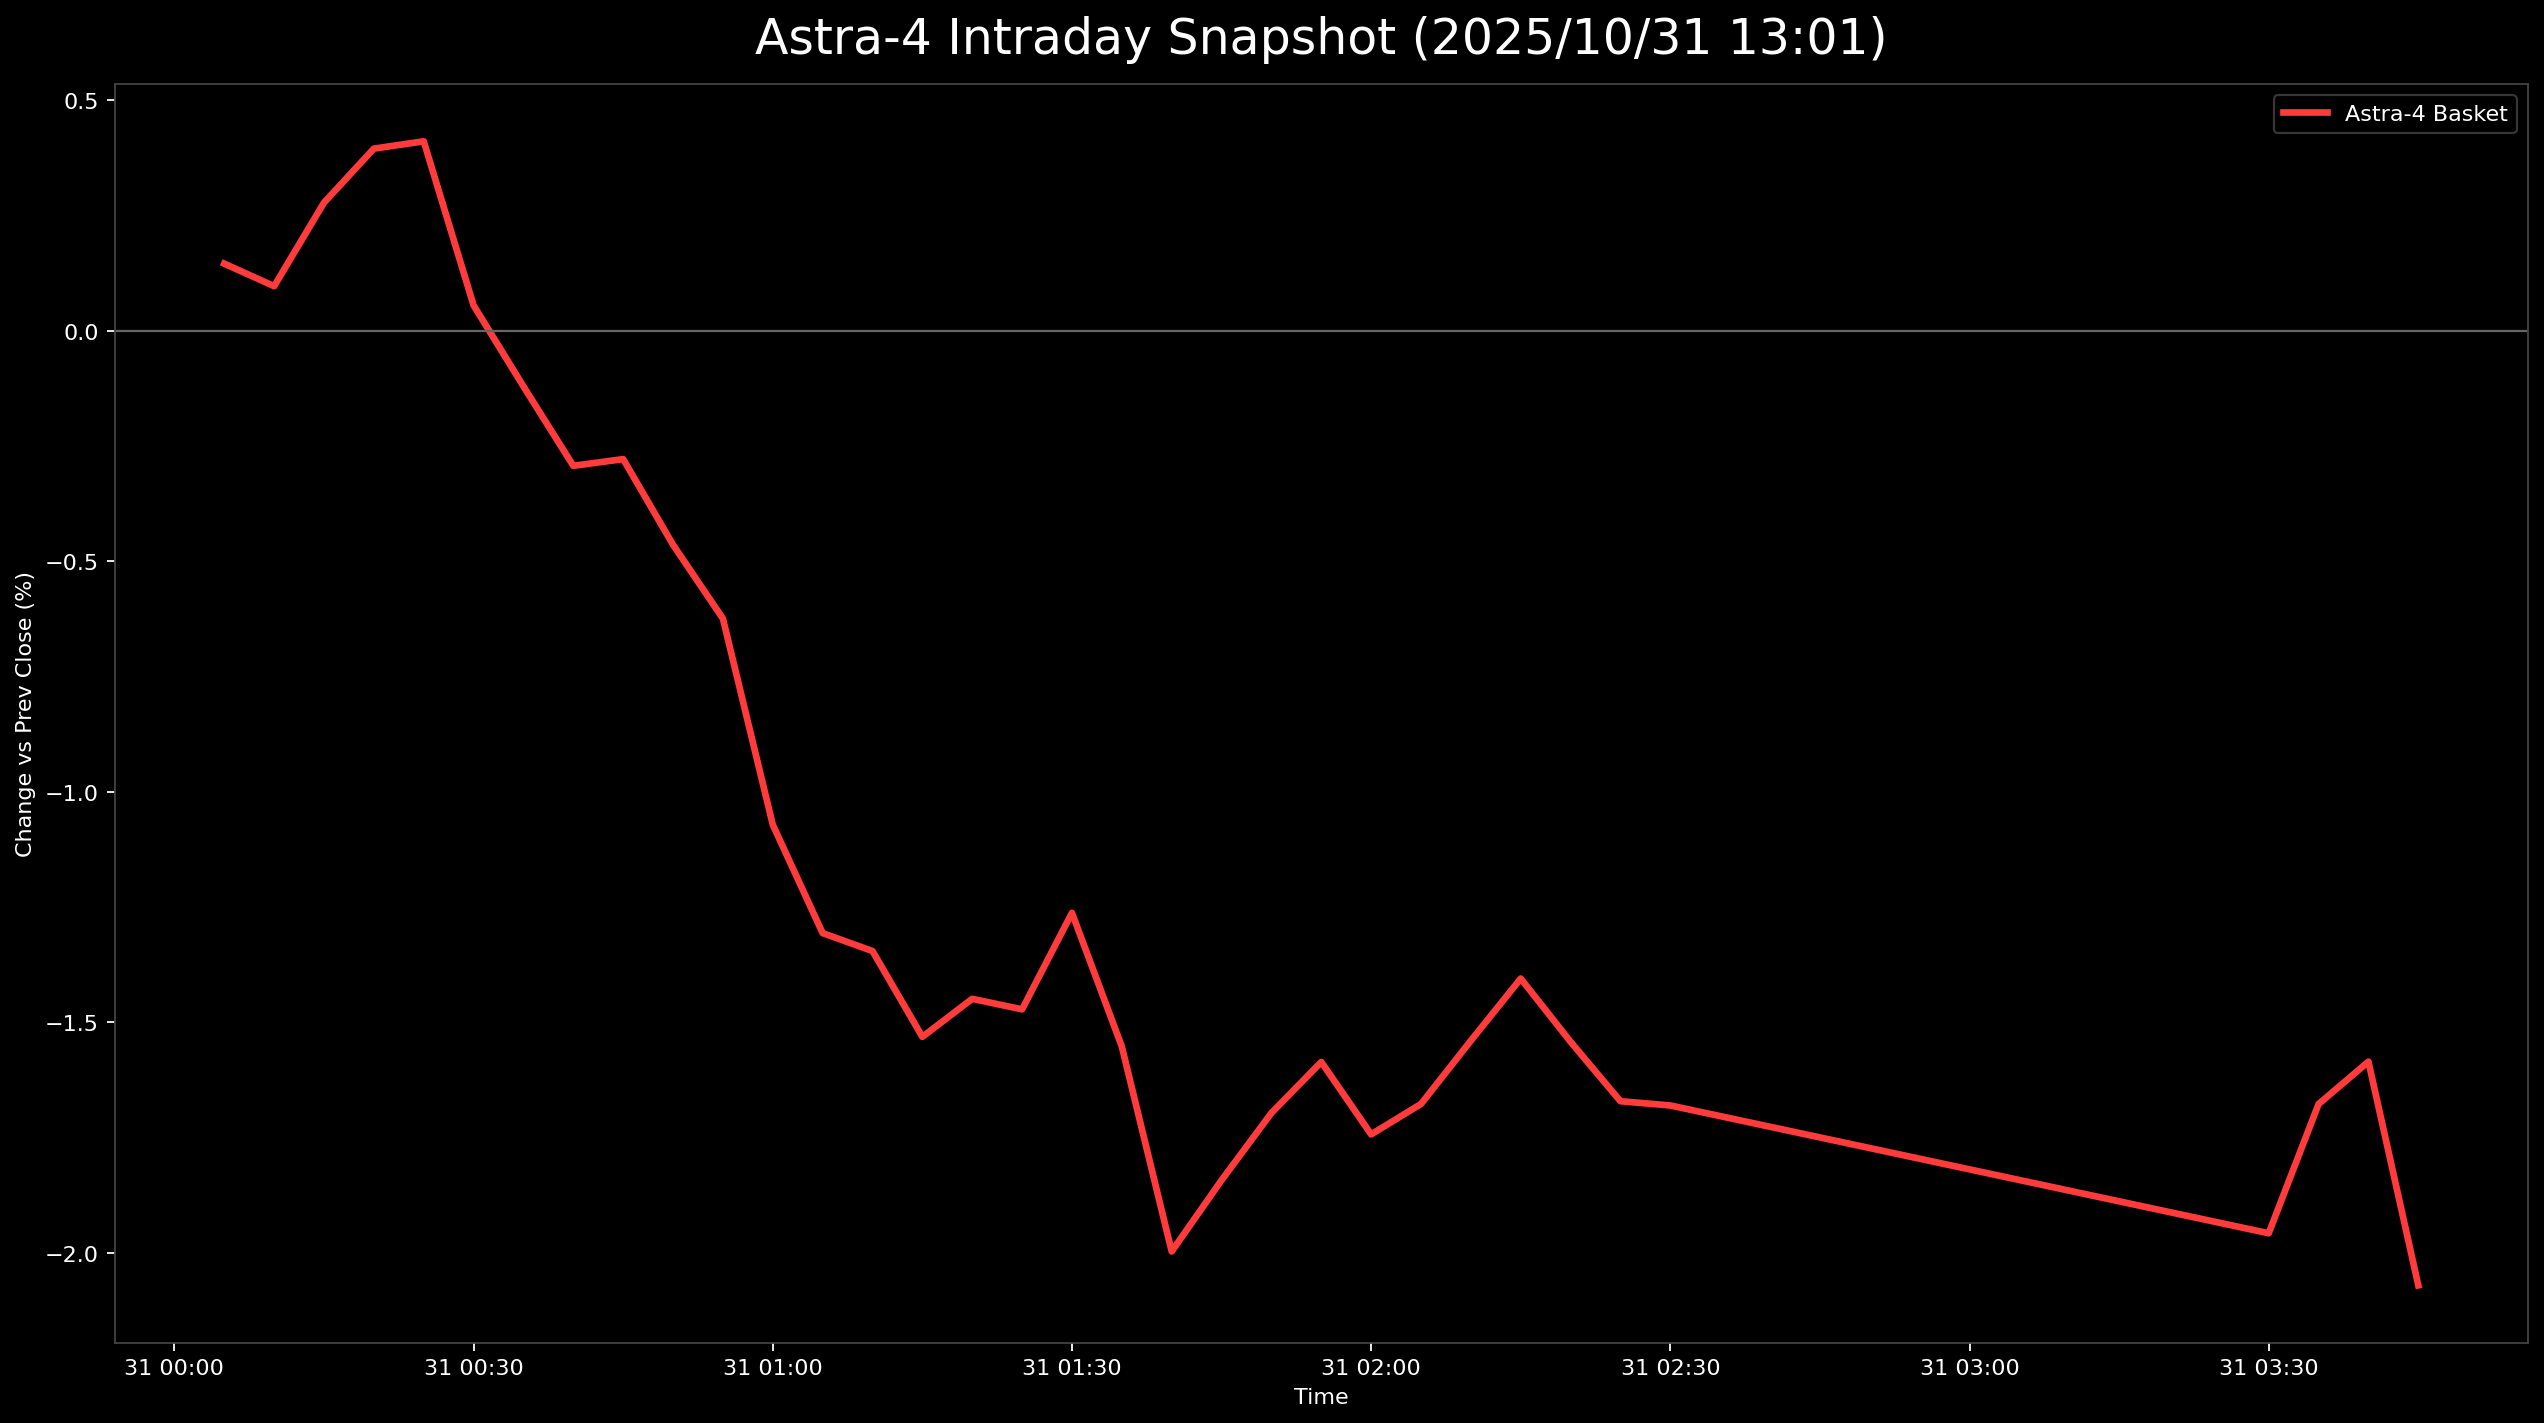 Astra-4 Intraday Snapshot (2025/10/31 13:01)
Astra-4 Basket
Change vs Prev Close (%)
0.5
0.0
−0.5
−1.0
−1.5
−2.0
31 00:00 31 00:30 31 01:00 31 01:30 31 02:00 31 02:30 31 03:00 31 03:30
Time